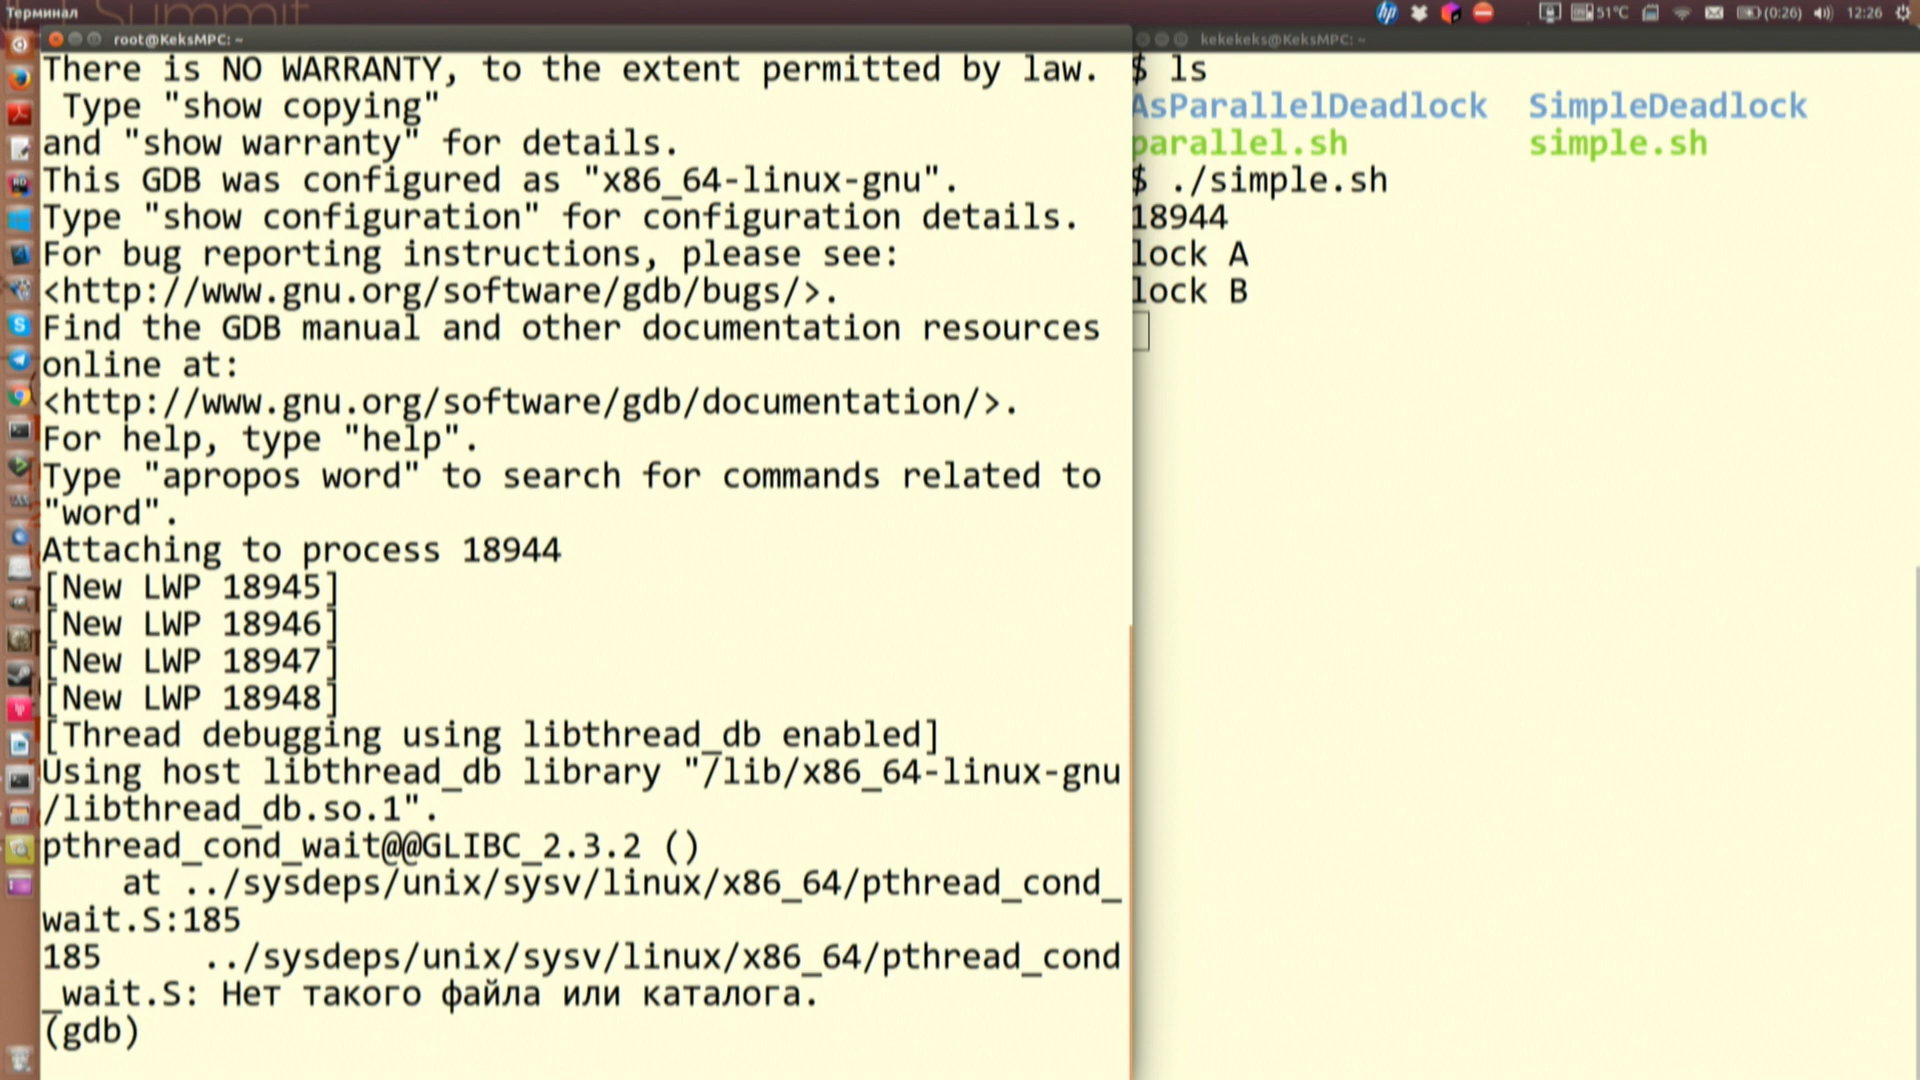 Терминал
Summit
hp
51°C
(0:26)
12:26
root@KeksMPC: ~
There is NO WARRANTY, to the extent permitted by law.
Type "show copying"
and "show warranty" for details.
This GDB was configured as "x86_64-linux-gnu".
Type "show configuration" for configuration details.
For bug reporting instructions, please see:
<http://www.gnu.org/software/gdb/bugs/>.
Find the GDB manual and other documentation resources
online at:
<http://www.gnu.org/software/gdb/documentation/>.
For help, type "help".
Type "apropos word" to search for commands related to
"word".
Attaching to process 18944
[New LWP 18945]
[New LWP 18946]
[New LWP 18947]
[New LWP 18948]
[Thread debugging using libthread_db enabled]
Using host libthread_db library "/lib/x86_64-linux-gnu
/libthread_db.so.1".
pthread_cond_wait@@GLIBC_2.3.2 ()
at ../sysdeps/unix/sysv/linux/x86_64/pthread_cond_
wait.S:185
185 ../sysdeps/unix/sysv/linux/x86_64/pthread_cond
_wait.S: Нет такого файла или каталога.
(gdb)
kekekeks@KeksMPC: ~
$ ls
AsParallelDeadlock SimpleDeadlock
parallel.sh simple.sh
$ ./simple.sh
18944
lock A
lock B